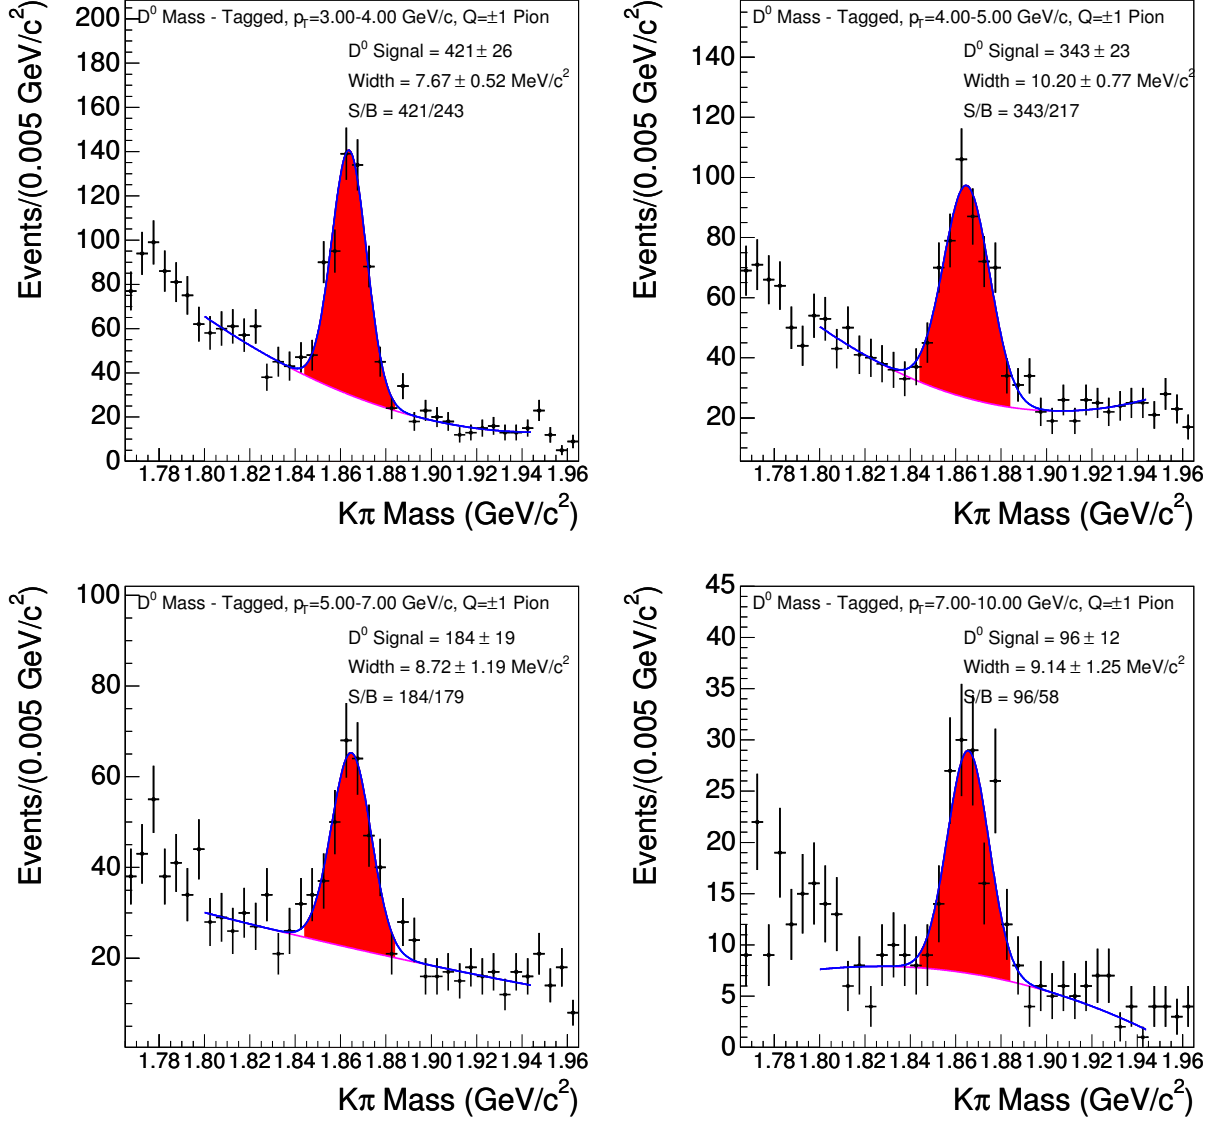 D⁰ Mass - Tagged, pT=3.00-4.00 GeV/c, Q=±1 Pion
D⁰ Signal = 421 ± 26
Width = 7.67 ± 0.52 MeV/c²
S/B = 421/243
Events/(0.005 GeV/c²)
200
180
160
140
120
100
80
60
40
20
0
1.78 1.80 1.82 1.84 1.86 1.88 1.90 1.92 1.94 1.96
Kπ Mass (GeV/c²)
D⁰ Mass - Tagged, pT=4.00-5.00 GeV/c, Q=±1 Pion
D⁰ Signal = 343 ± 23
Width = 10.20 ± 0.77 MeV/c²
S/B = 343/217
Events/(0.005 GeV/c²)
140
120
100
80
60
40
20
1.78 1.80 1.82 1.84 1.86 1.88 1.90 1.92 1.94 1.96
Kπ Mass (GeV/c²)
D⁰ Mass - Tagged, pT=5.00-7.00 GeV/c, Q=±1 Pion
D⁰ Signal = 184 ± 19
Width = 8.72 ± 1.19 MeV/c²
S/B = 184/179
Events/(0.005 GeV/c²)
100
80
60
40
20
1.78 1.80 1.82 1.84 1.86 1.88 1.90 1.92 1.94 1.96
Kπ Mass (GeV/c²)
D⁰ Mass - Tagged, pT=7.00-10.00 GeV/c, Q=±1 Pion
D⁰ Signal = 96 ± 12
Width = 9.14 ± 1.25 MeV/c²
S/B = 96/58
Events/(0.005 GeV/c²)
45
40
35
30
25
20
15
10
5
0
1.78 1.80 1.82 1.84 1.86 1.88 1.90 1.92 1.94 1.96
Kπ Mass (GeV/c²)